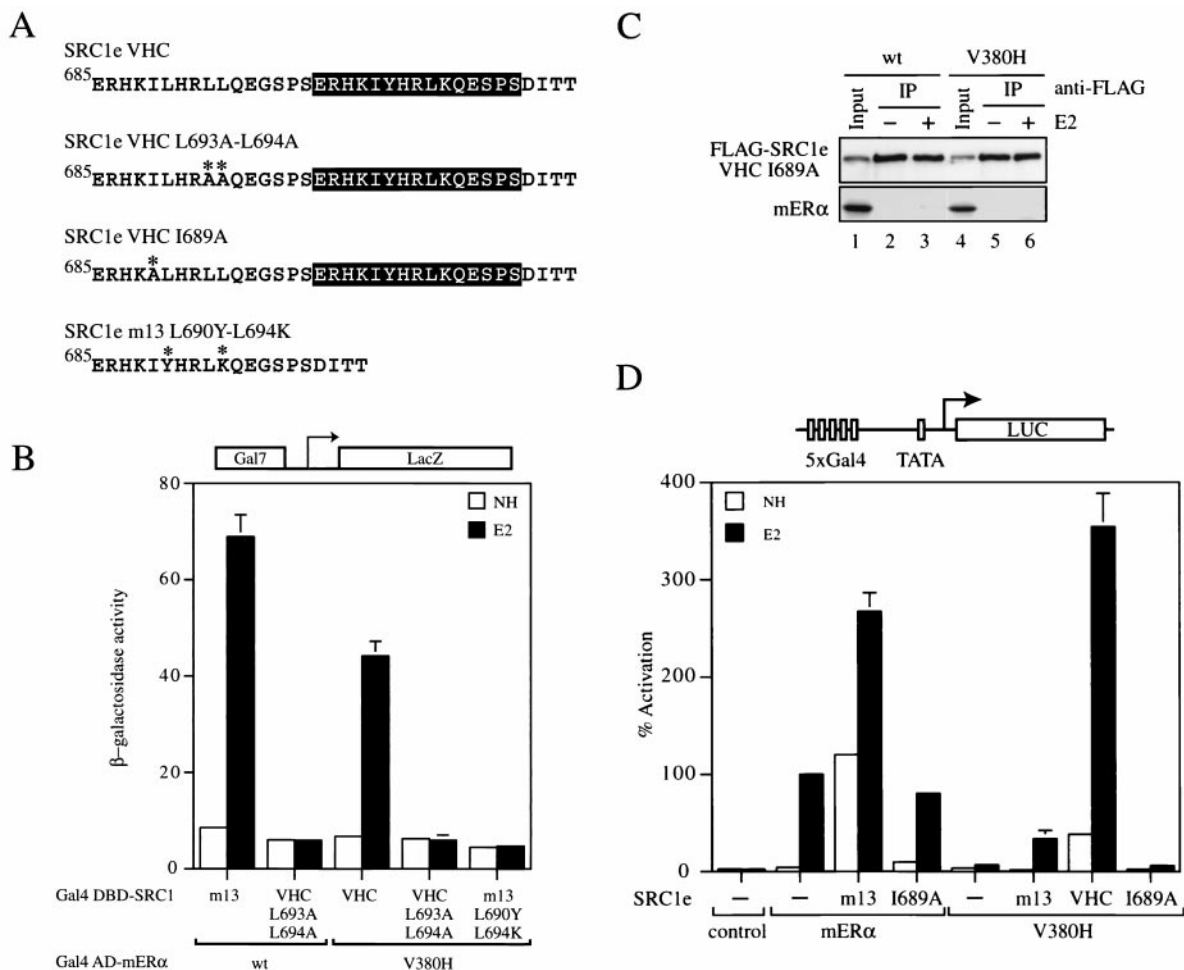 A
SRC1e VHC
685ERHKILHRLLQEGSPSERHKIYHRLKQESPSDITT
SRC1e VHC L693A-L694A
**
685ERHKILHRAAQEGSPSERHKIYHRLKQESPSDITT
SRC1e VHC I689A
*
685ERHKALHRLLQEGSPSERHKIYHRLKQESPSDITT
SRC1e m13 L690Y-L694K
* *
685ERHKIYHRLKQEGSPSDITT
B
Gal7 LacZ
NH
E2
β-galactosidase activity
80
60
40
20
0
Gal4 DBD-SRC1 m13 VHC VHC VHC m13
L693A L693A L690Y
L694A L694A L694K
Gal4 AD-mERα wt V380H
C
wt V380H
Input IP Input IP anti-FLAG
− + − + E2
FLAG-SRC1e
VHC I689A
mERα
1 2 3 4 5 6
D
LUC
5xGal4 TATA
NH
E2
% Activation
400
300
200
100
0
SRC1e − − m13 I689A − m13 VHC I689A
control mERα V380H